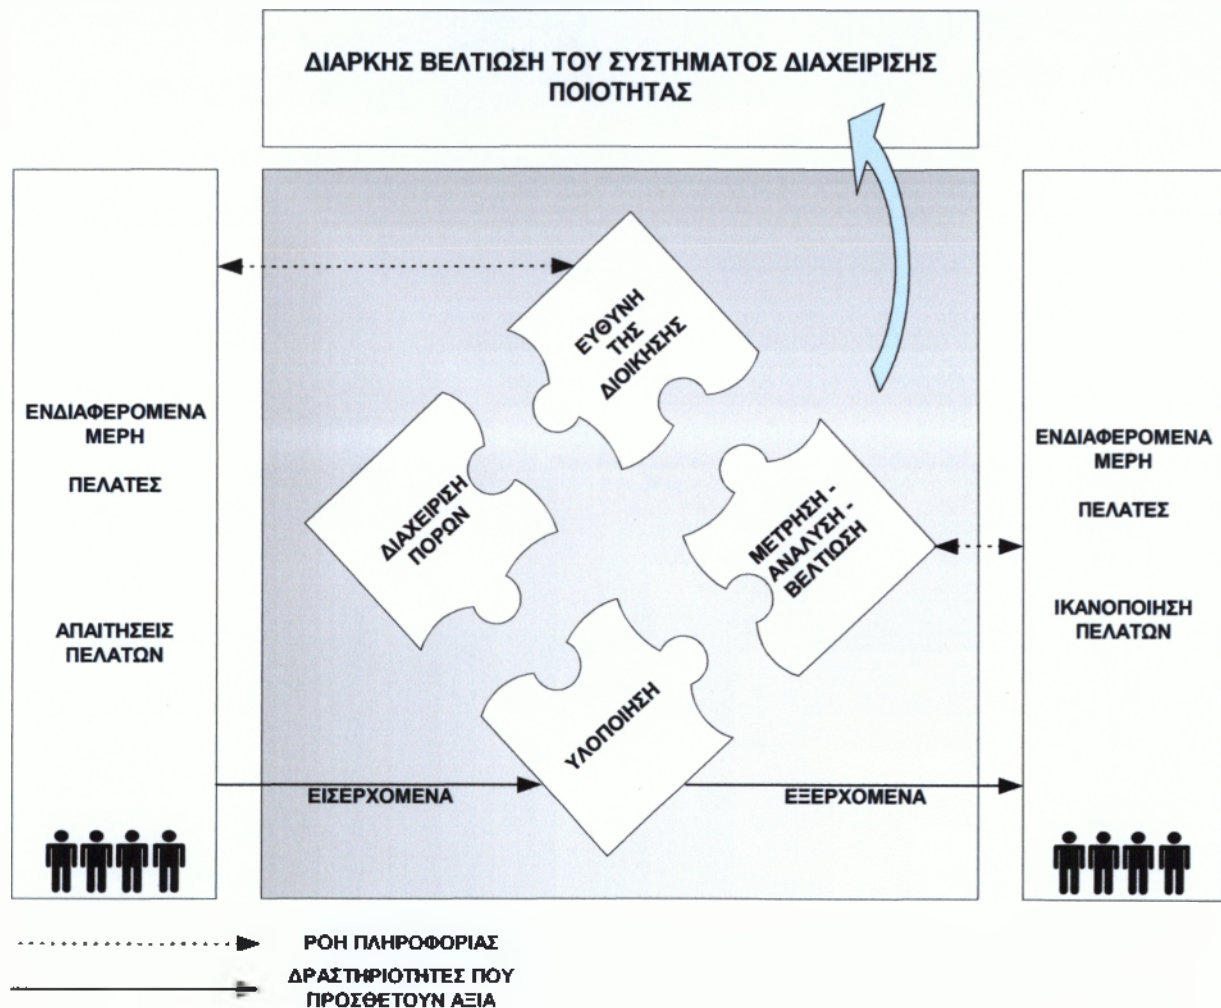 ΔΙΑΡΚΗΣ ΒΕΛΤΙΩΣΗ ΤΟΥ ΣΥΣΤΗΜΑΤΟΣ ΔΙΑΧΕΙΡΙΣΗΣ
ΠΟΙΟΤΗΤΑΣ
ΕΝΔΙΑΦΕΡΟΜΕΝΑ
ΜΕΡΗ
ΠΕΛΑΤΕΣ
ΑΠΑΙΤΗΣΕΙΣ
ΠΕΛΑΤΩΝ
ΕΥΘΥΝΗ
ΤΗΣ
ΔΙΟΙΚΗΣΗΣ
ΔΙΑΧΕΙΡΙΣΗ
ΠΟΡΩΝ
ΜΕΤΡΗΣΗ -
ΑΝΑΛΥΣΗ -
ΒΕΛΤΙΩΣΗ
ΥΛΟΠΟΙΗΣΗ
ΕΙΣΕΡΧΟΜΕΝΑ
ΕΞΕΡΧΟΜΕΝΑ
ΕΝΔΙΑΦΕΡΟΜΕΝΑ
ΜΕΡΗ
ΠΕΛΑΤΕΣ
ΙΚΑΝΟΠΟΙΗΣΗ
ΠΕΛΑΤΩΝ
ΡΟΗ ΠΛΗΡΟΦΟΡΙΑΣ
ΔΡΑΣΤΗΡΙΟΤΗΤΕΣ ΠΟΥ
ΠΡΟΣΘΕΤΟΥΝ ΑΞΙΑ